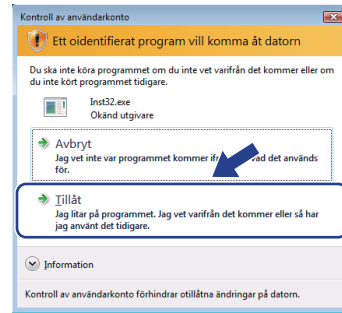 Kontroll av användarkonto
Ett oidentifierat program vill komma åt datorn
Du ska inte köra programmet om du inte vet varifrån det kommer eller om
du inte kört programmet tidigare.
Inst32.exe
Okänd utgivare
Avbryt
Jag vet inte var programmet kommer if vad det används
för.
Tillåt
Jag litar på programmet. Jag vet varifrån det kommer eller så har
jag använt det tidigare.
Information
Kontroll av användarkonto förhindrar otillåtna ändringar på datorn.